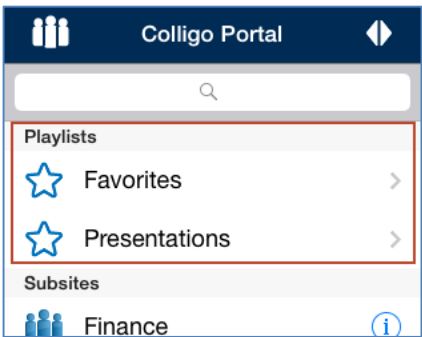 Colligo Portal
Playlists
Favorites
Presentations
Subsites
Finance